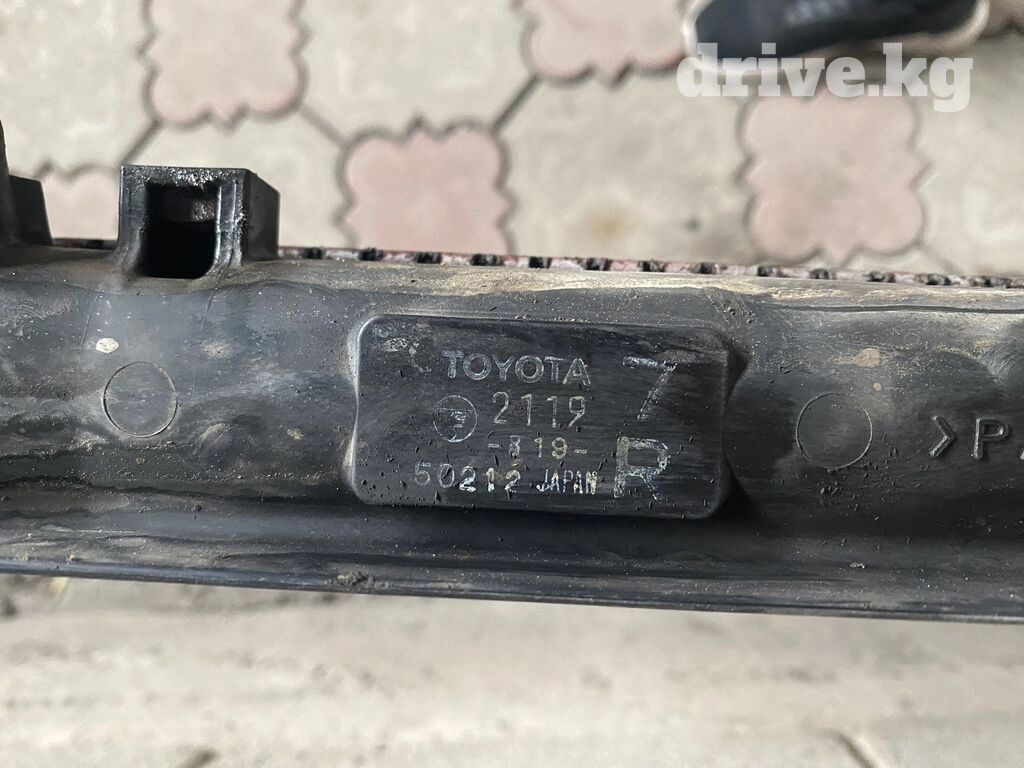 drive.kg
TOYOTA 7
2119
-819- R
50212 JAPAN
>P